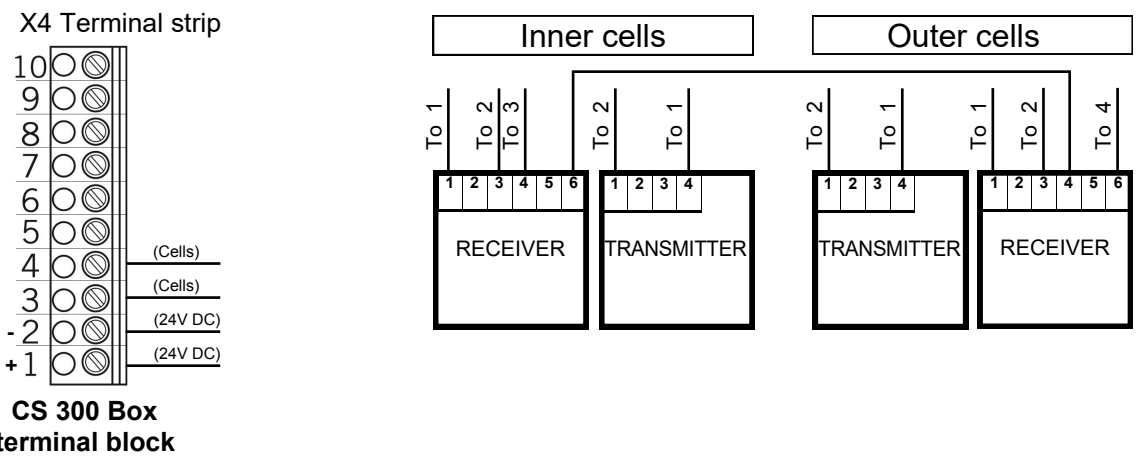 X4 Terminal strip
10
9
8
7
6
5
4 (Cells)
3 (Cells)
- 2 (24V DC)
+ 1 (24V DC)
CS 300 Box
terminal block
Inner cells
To 1
To 2
To 3
To 2
To 1
1 2 3 4 5 6
RECEIVER
1 2 3 4
TRANSMITTER
Outer cells
To 2
To 1
To 1
To 2
To 4
1 2 3 4
TRANSMITTER
1 2 3 4 5 6
RECEIVER